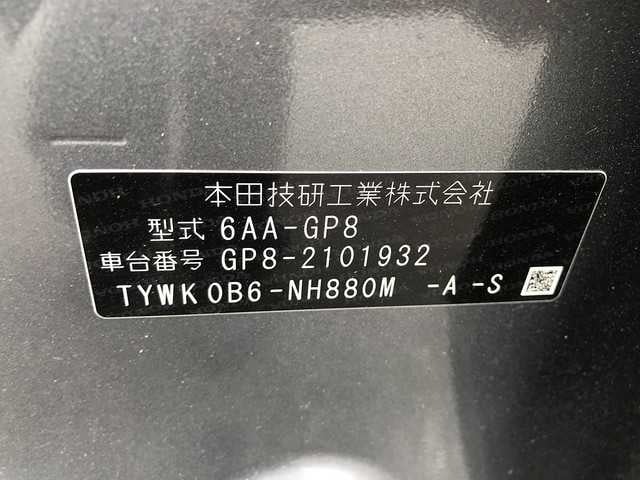 本田技研工業株式会社
型式 6AA-GP8
車台番号 GP8-2101932
TYWK0B6-NH880M -A -S